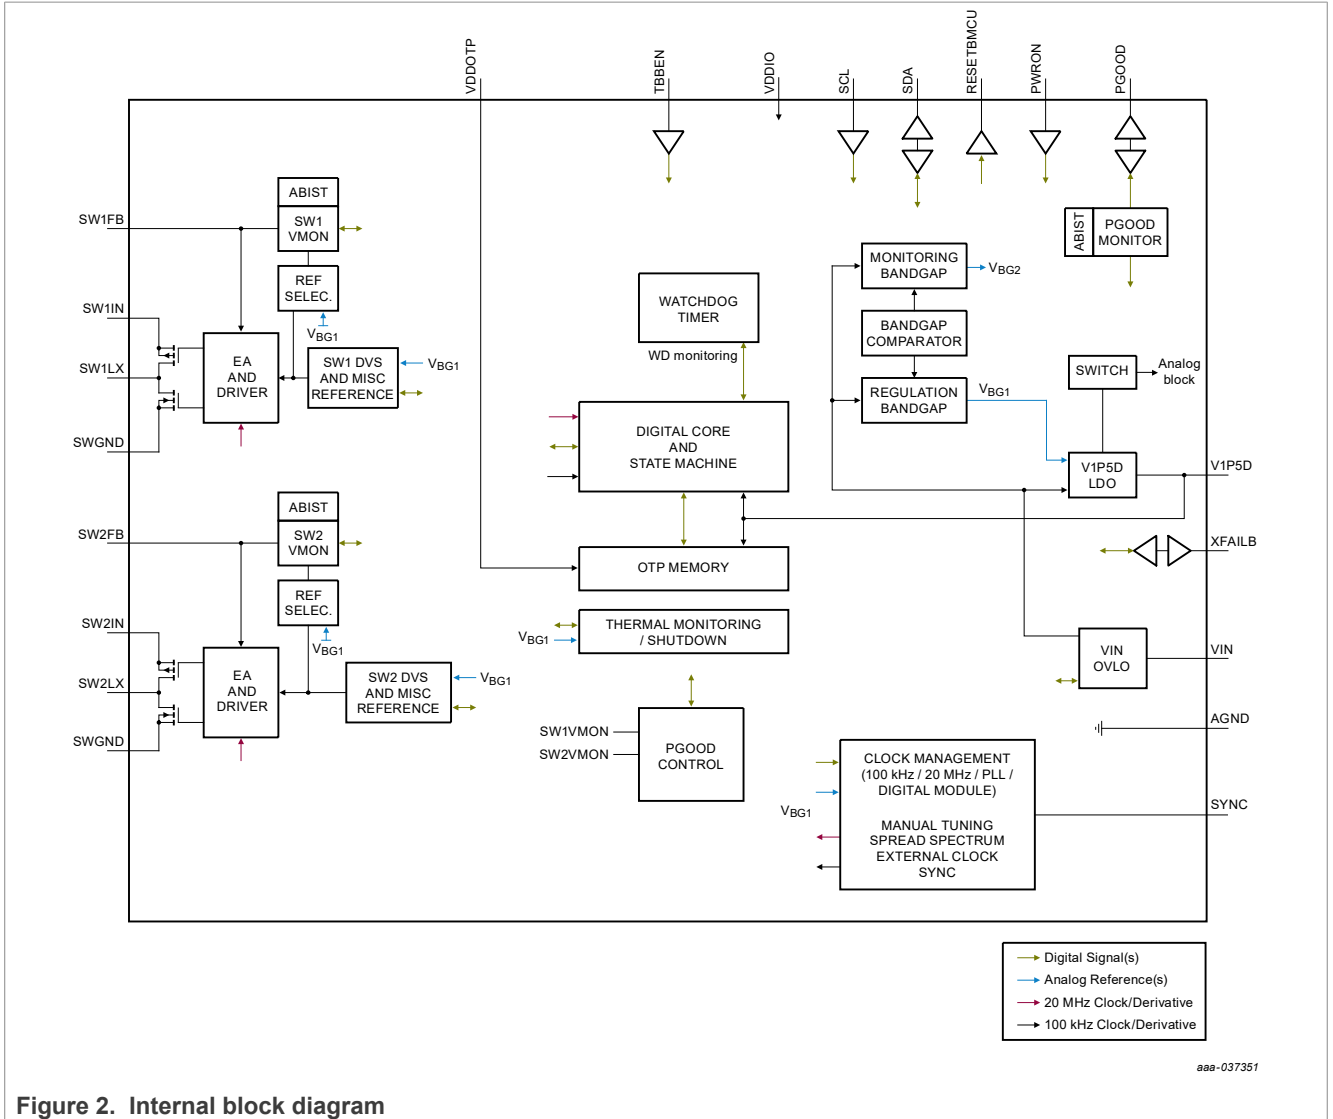 VDDOTP
TBBEN
VDDIO
SCL
SDA
RESETBMCU
PWRON
PGOOD
SW1FB
ABIST
SW1
VMON
REF
SELEC.
VBG1
SW1IN
SW1LX
SWGND
EA
AND
DRIVER
SW1 DVS
AND MISC
REFERENCE
VBG1
WATCHDOG
TIMER
WD monitoring
DIGITAL CORE
AND
STATE MACHINE
MONITORING
BANDGAP
VBG2
BANDGAP
COMPARATOR
REGULATION
BANDGAP
VBG1
ABIST
PGOOD
MONITOR
SWITCH
Analog
block
V1P5D
LDO
V1P5D
SW2FB
ABIST
SW2
VMON
REF
SELEC.
VBG1
SW2IN
SW2LX
SWGND
EA
AND
DRIVER
SW2 DVS
AND MISC
REFERENCE
VBG1
OTP MEMORY
VBG1
THERMAL MONITORING
/ SHUTDOWN
SW1VMON
SW2VMON
PGOOD
CONTROL
XFAILB
VIN
OVLO
VIN
AGND
CLOCK MANAGEMENT
(100 kHz / 20 MHz / PLL /
DIGITAL MODULE)
VBG1
MANUAL TUNING
SPREAD SPECTRUM
EXTERNAL CLOCK
SYNC
SYNC
Digital Signal(s)
Analog Reference(s)
20 MHz Clock/Derivative
100 kHz Clock/Derivative
aaa-037351
Figure 2. Internal block diagram